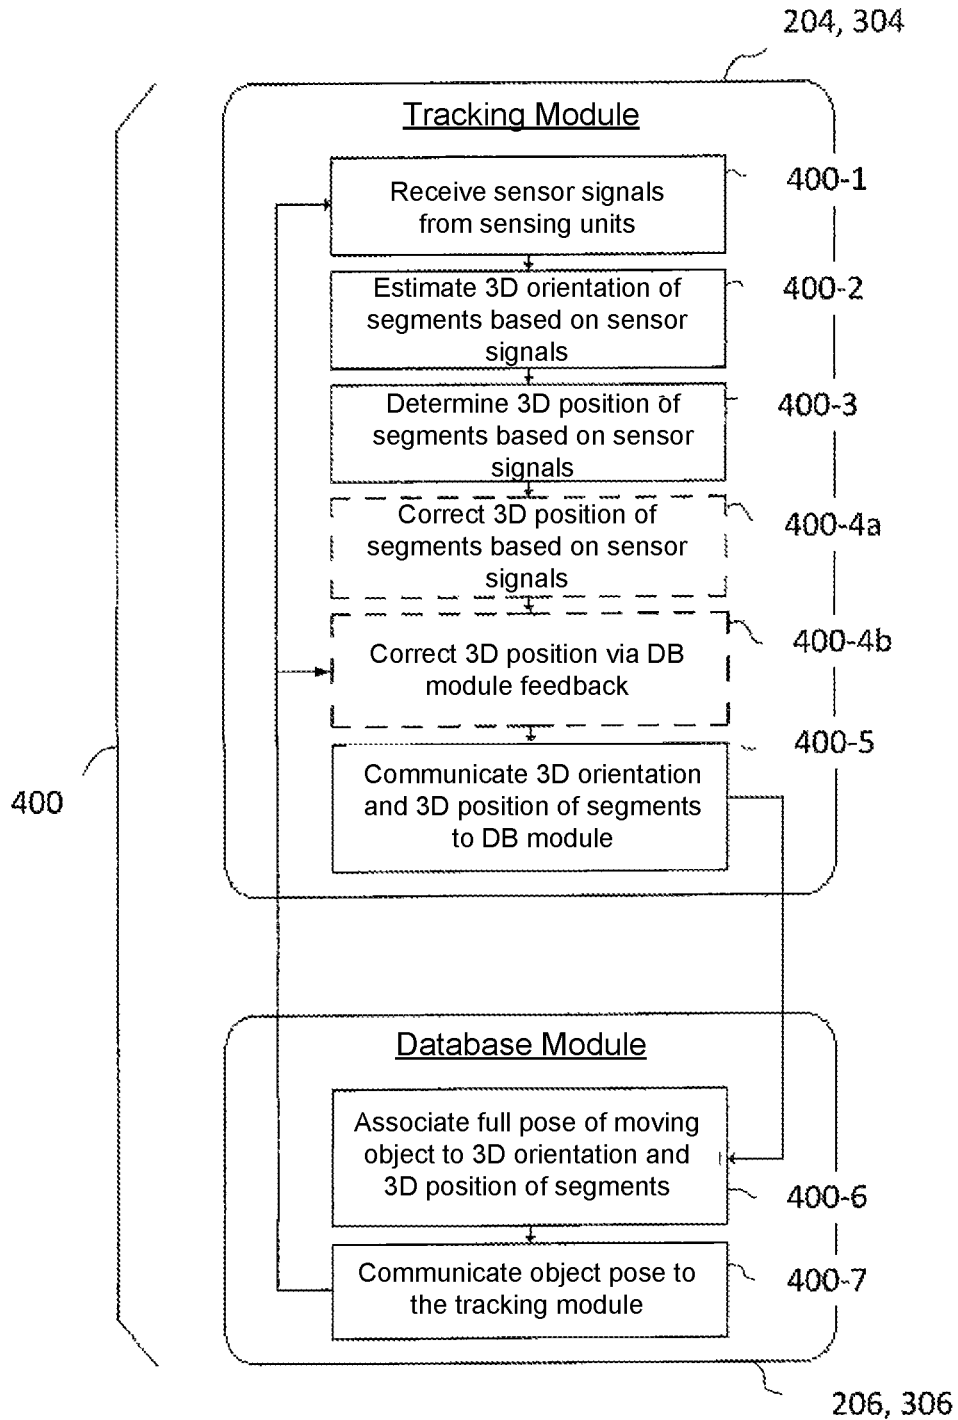 204, 304
Tracking Module
400-1
Receive sensor signals
from sensing units
400-2
Estimate 3D orientation of
segments based on sensor
signals
400-3
Determine 3D position of
segments based on sensor
signals
400-4a
Correct 3D position of
segments based on sensor
signals
400-4b
Correct 3D position via DB
module feedback
400-5
Communicate 3D orientation
and 3D position of segments
to DB module
400
Database Module
Associate full pose of moving
object to 3D orientation and
3D position of segments
400-6
Communicate object pose to
the tracking module
400-7
206, 306